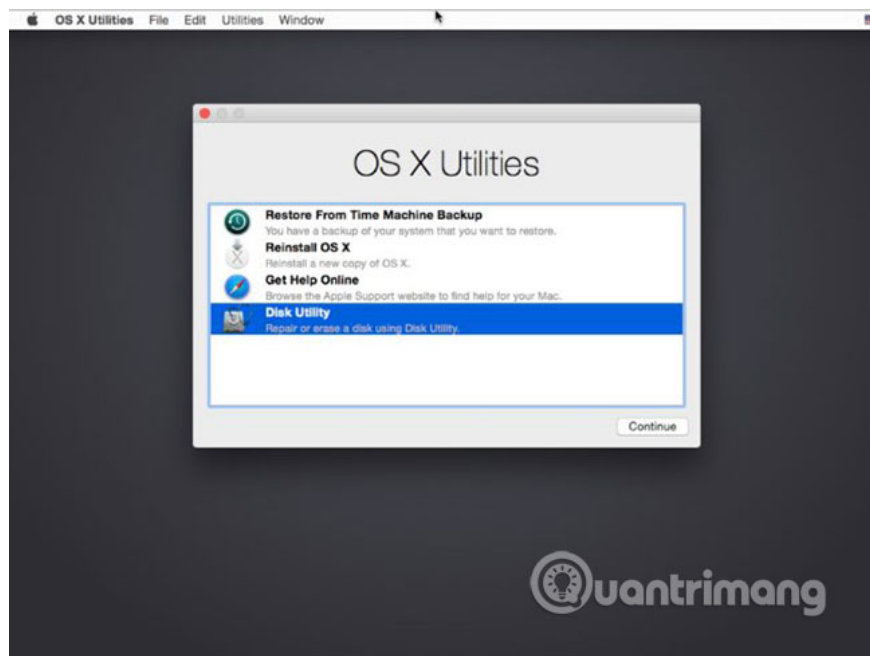 OS X Utilities File Edit Utilities Window
OS X Utilities
Restore From Time Machine Backup
You have a backup of your system that you want to restore.
Reinstall OS X
Reinstall a new copy of OS X.
Get Help Online
Browse the Apple Support website to find help for your Mac.
Disk Utility
Repair or erase a disk using Disk Utility.
Continue
Quantrimang